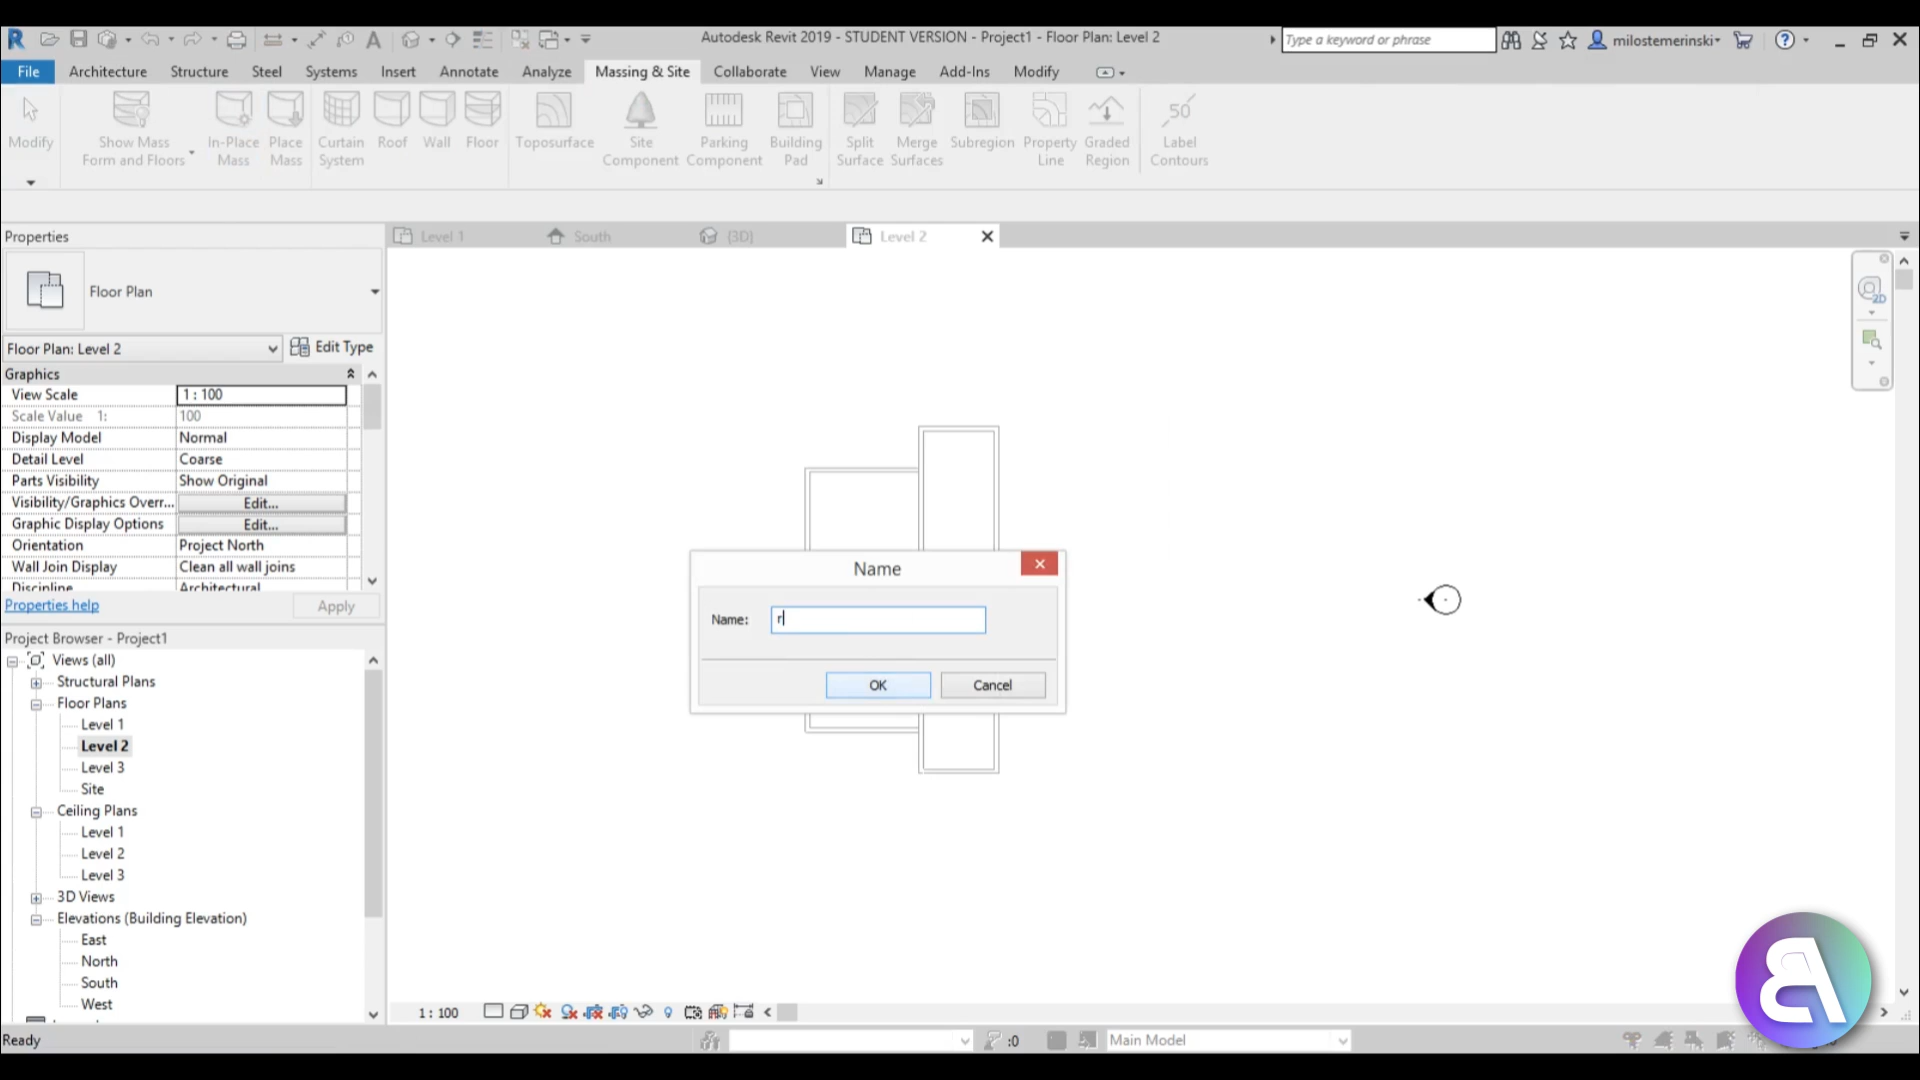 Autodesk Revit 2019 - STUDENT VERSION - Project1 - Floor Plan: Level 2
Type a keyword or phrase
milostemerinski
File Architecture Structure Steel Systems Insert Annotate Analyze Massing & Site Collaborate View Manage Add-Ins Modify
Modify
Show Mass
Form and Floors
In-Place
Mass
Place
Mass
Curtain
System
Roof
Wall
Floor
Toposurface
Site
Component
Parking
Component
Building
Pad
Split
Surface
Merge
Surfaces
Subregion
Property
Line
Graded
Region
50
Label
Contours
Properties
Level 1
South
{3D}
Level 2
2D
Floor Plan
Floor Plan: Level 2
Edit Type
Graphics
View Scale 1 : 100
Scale Value 1: 100
Display Model Normal
Detail Level Coarse
Parts Visibility Show Original
Visibility/Graphics Overr... Edit...
Graphic Display Options Edit...
Orientation Project North
Wall Join Display Clean all wall joins
Discipline Architectural
Properties help
Apply
Name
Name: r
OK Cancel
Project Browser - Project1
Views (all)
Structural Plans
Floor Plans
Level 1
Level 2
Level 3
Site
Ceiling Plans
Level 1
Level 2
Level 3
3D Views
Elevations (Building Elevation)
East
North
South
West
1 : 100
Ready
:0
Main Model